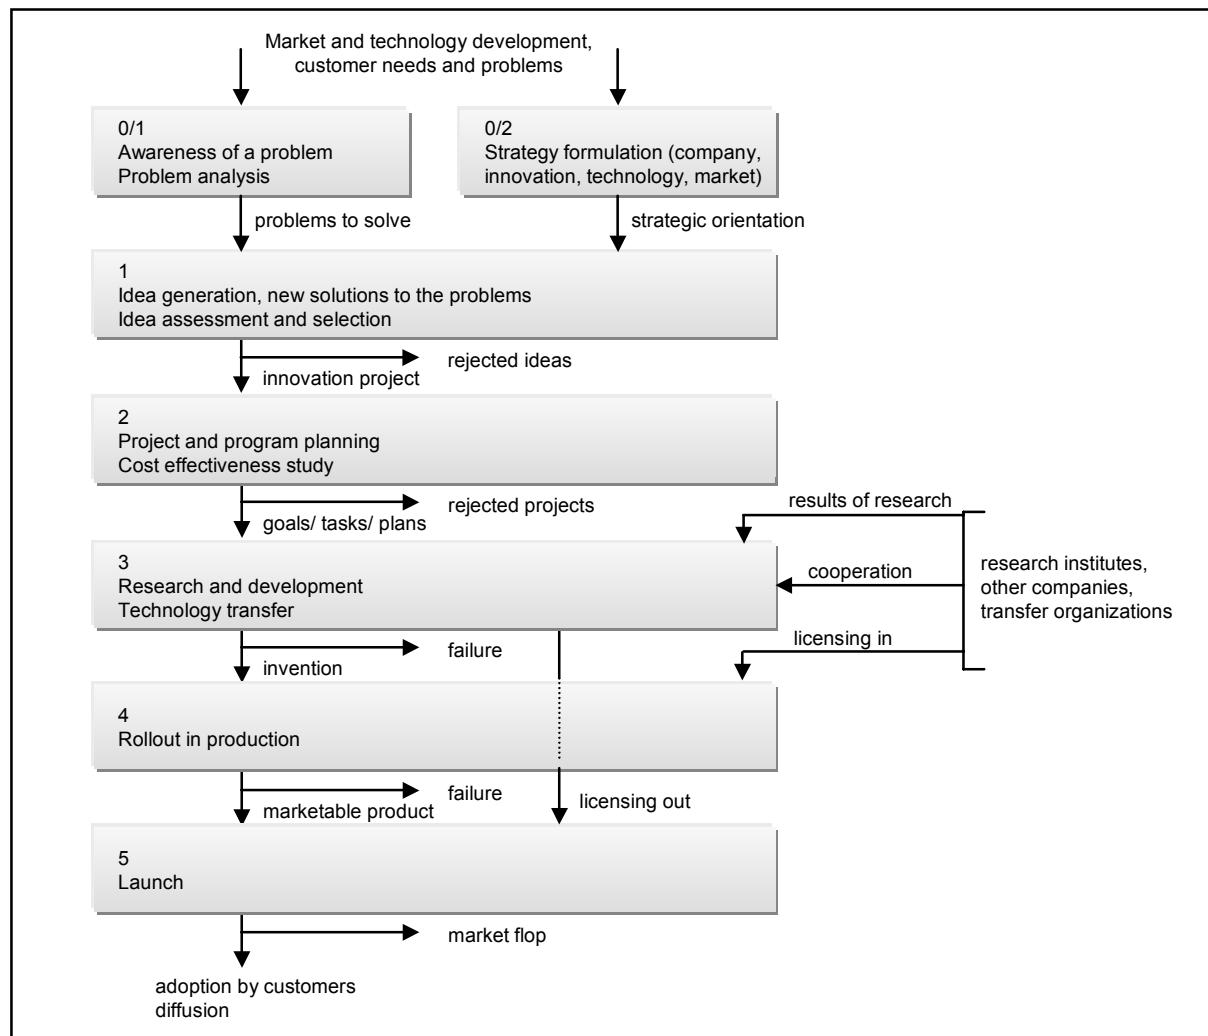 Market and technology development,
customer needs and problems
0/1
Awareness of a problem
Problem analysis
0/2
Strategy formulation (company,
innovation, technology, market)
problems to solve
strategic orientation
1
Idea generation, new solutions to the problems
Idea assessment and selection
rejected ideas
innovation project
2
Project and program planning
Cost effectiveness study
rejected projects
goals/ tasks/ plans
results of research
3
Research and development
Technology transfer
cooperation
research institutes,
other companies,
transfer organizations
failure
invention
licensing in
4
Rollout in production
failure
marketable product
licensing out
5
Launch
market flop
adoption by customers
diffusion